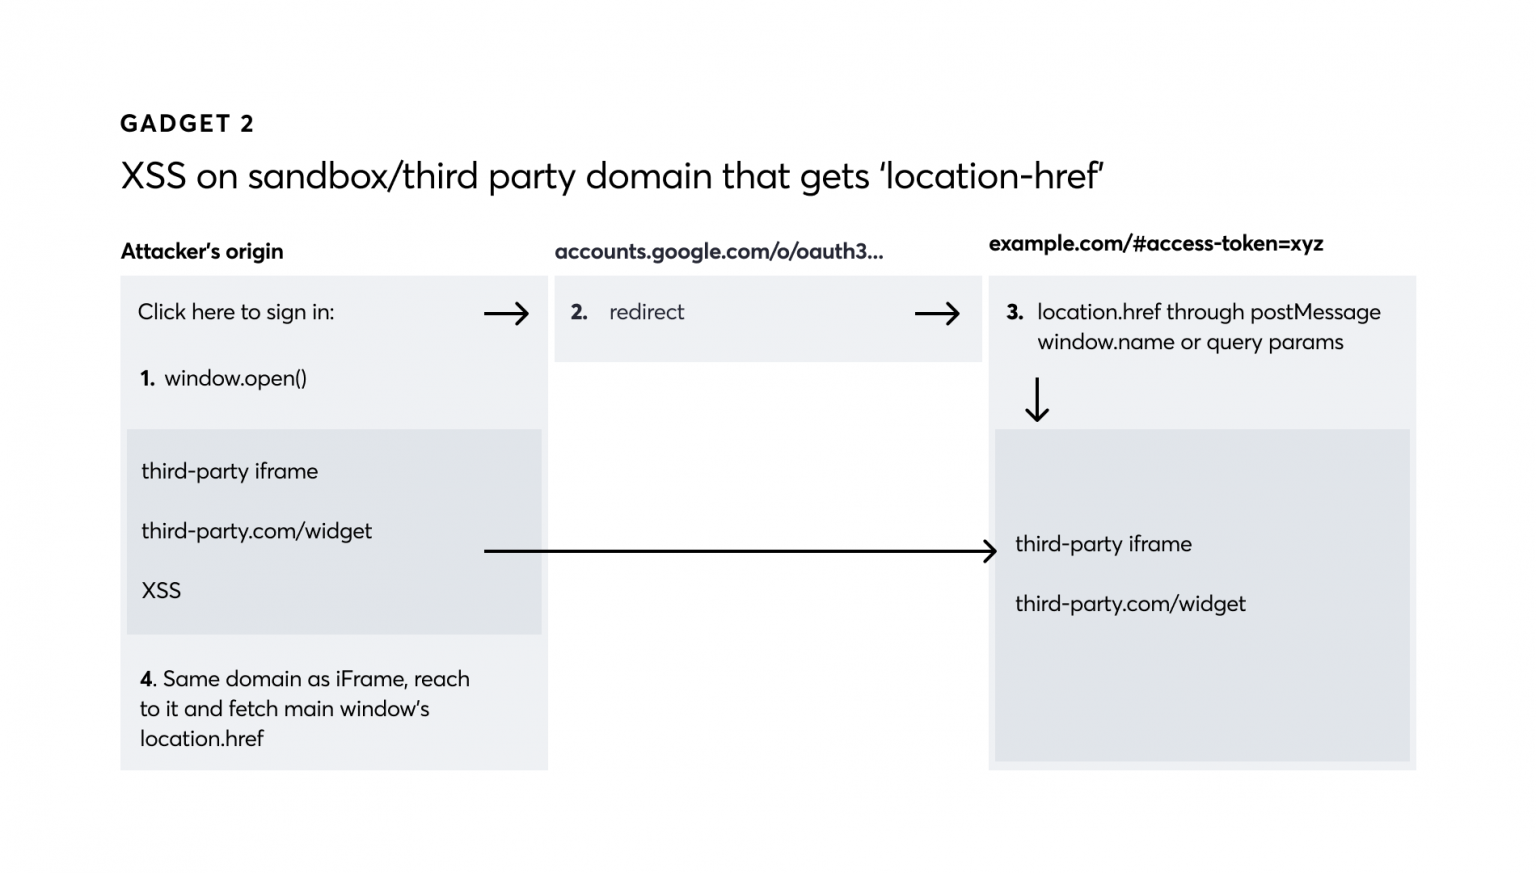 GADGET 2
XSS on sandbox/third party domain that gets ‘location-href’
Attacker’s origin
Click here to sign in:
1. window.open()
third-party iframe
third-party.com/widget
XSS
4. Same domain as iFrame, reach
to it and fetch main window’s
location.href
accounts.google.com/o/oauth3...
2. redirect
example.com/#access-token=xyz
3. location.href through postMessage
window.name or query params
third-party iframe
third-party.com/widget